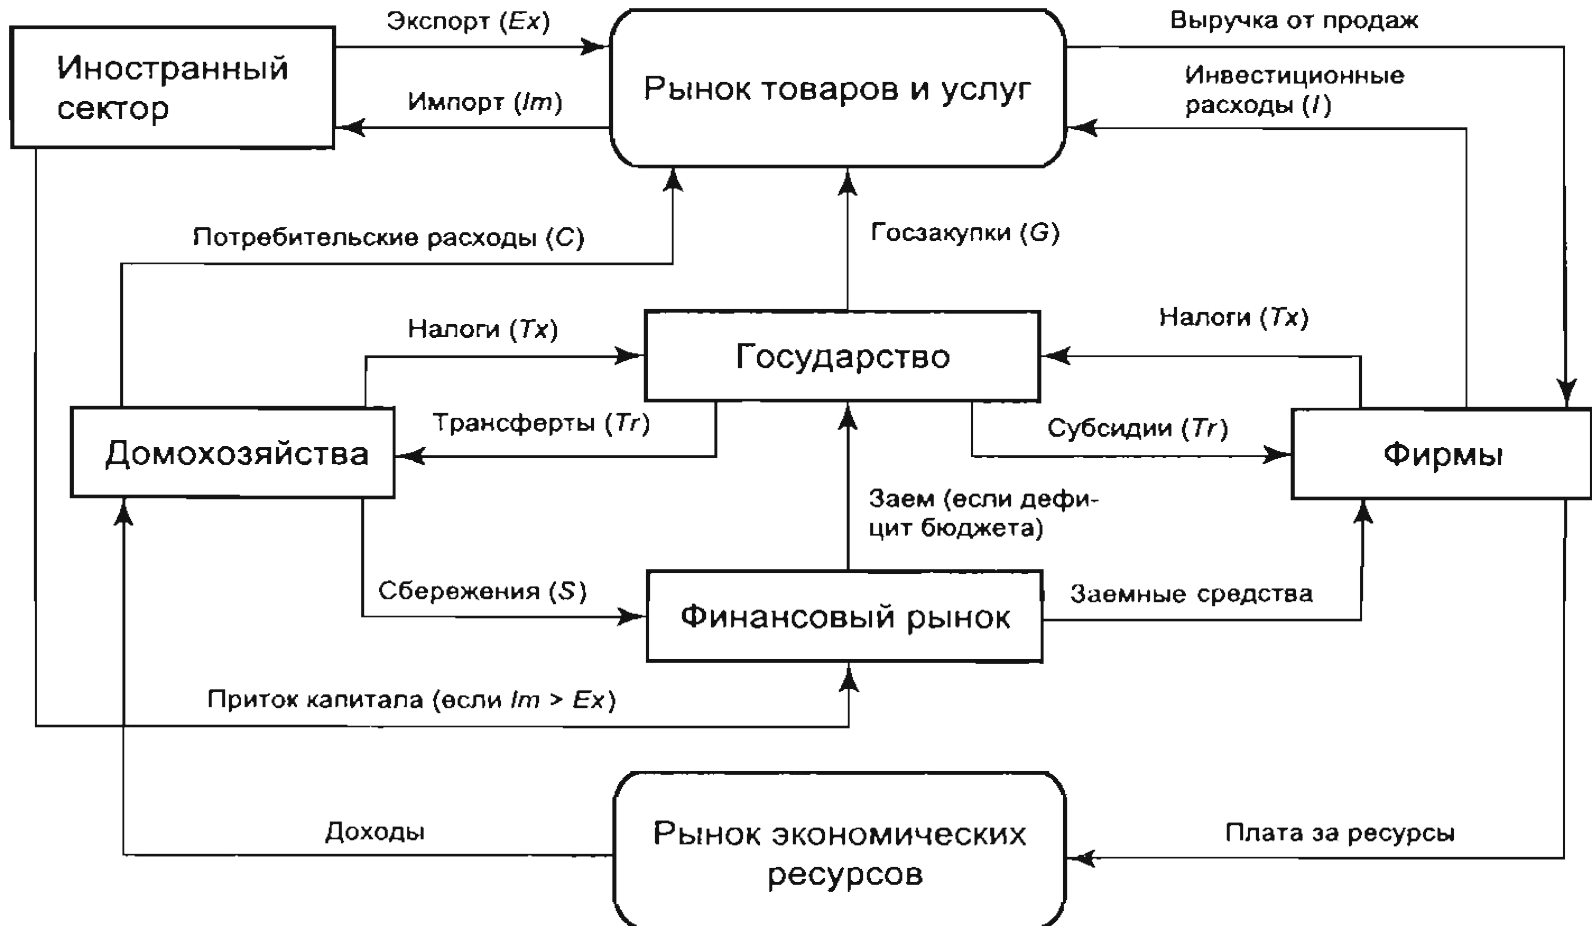 Экспорт (Ex)
Выручка от продаж
Иностранный
сектор
Рынок товаров и услуг
Инвестиционные
расходы (I)
Импорт (Im)
Потребительские расходы (C)
Госзакупки (G)
Налоги (Tx)
Государство
Налоги (Tx)
Домохозяйства
Трансферты (Tr)
Субсидии (Tr)
Фирмы
Заем (если дефи-
цит бюджета)
Сбережения (S)
Финансовый рынок
Заемные средства
Приток капитала (если Im > Ex)
Доходы
Рынок экономических
ресурсов
Плата за ресурсы